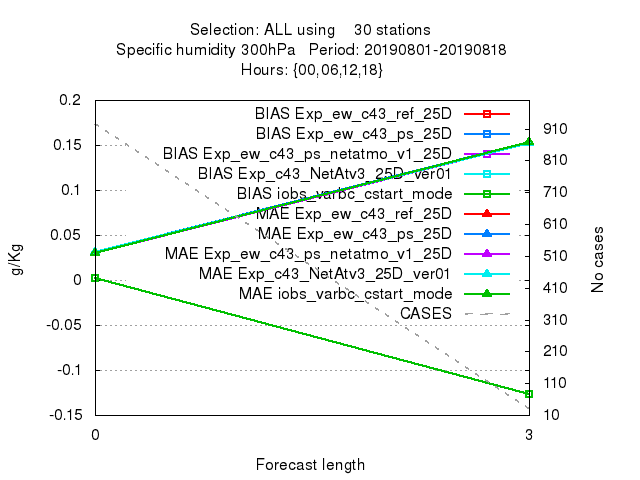 Selection: ALL using 30 stations
Specific humidity 300hPa Period: 20190801-20190818
Hours: {00,06,12,18}
0.2
0.15
0.1
0.05
0
-0.05
-0.1
-0.15
g/Kg
BIAS Exp_ew_c43_ref_25D
BIAS Exp_ew_c43_ps_25D
BIAS Exp_ew_c43_ps_netatmo_v1_25D
BIAS Exp_c43_NetAtv3_25D_ver01
BIAS iobs_varbc_cstart_mode
MAE Exp_ew_c43_ref_25D
MAE Exp_ew_c43_ps_25D
MAE Exp_ew_c43_ps_netatmo_v1_25D
MAE Exp_c43_NetAtv3_25D_ver01
MAE iobs_varbc_cstart_mode
CASES
910
810
710
610
510
410
310
210
110
10
No cases
0
3
Forecast length